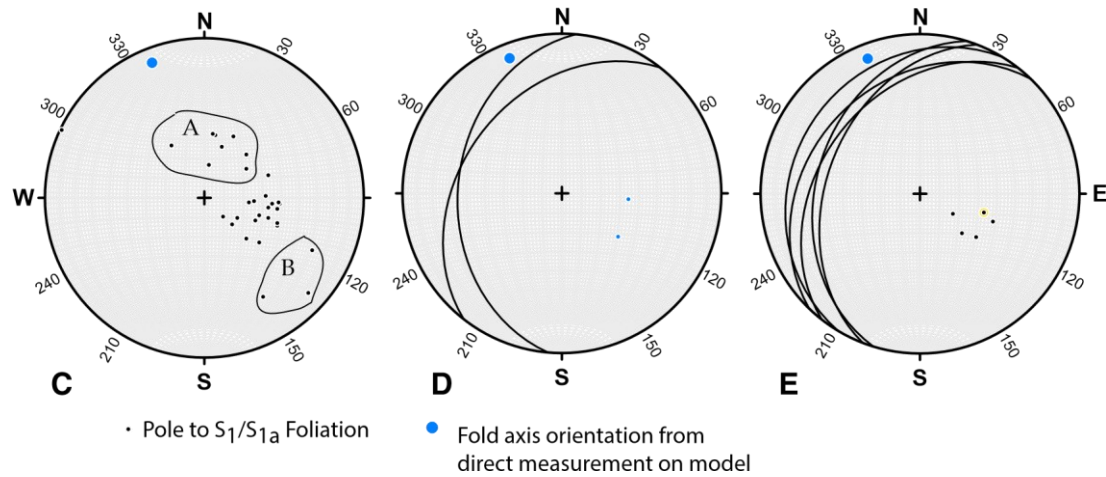 N
N
N
330
30
330
30
330
30
300
60
300
60
300
60
A
W
E
B
240
120
240
120
240
120
210
150
210
150
210
150
S
S
S
C
D
E
· Pole to S1/S1a Foliation
Fold axis orientation from
direct measurement on model